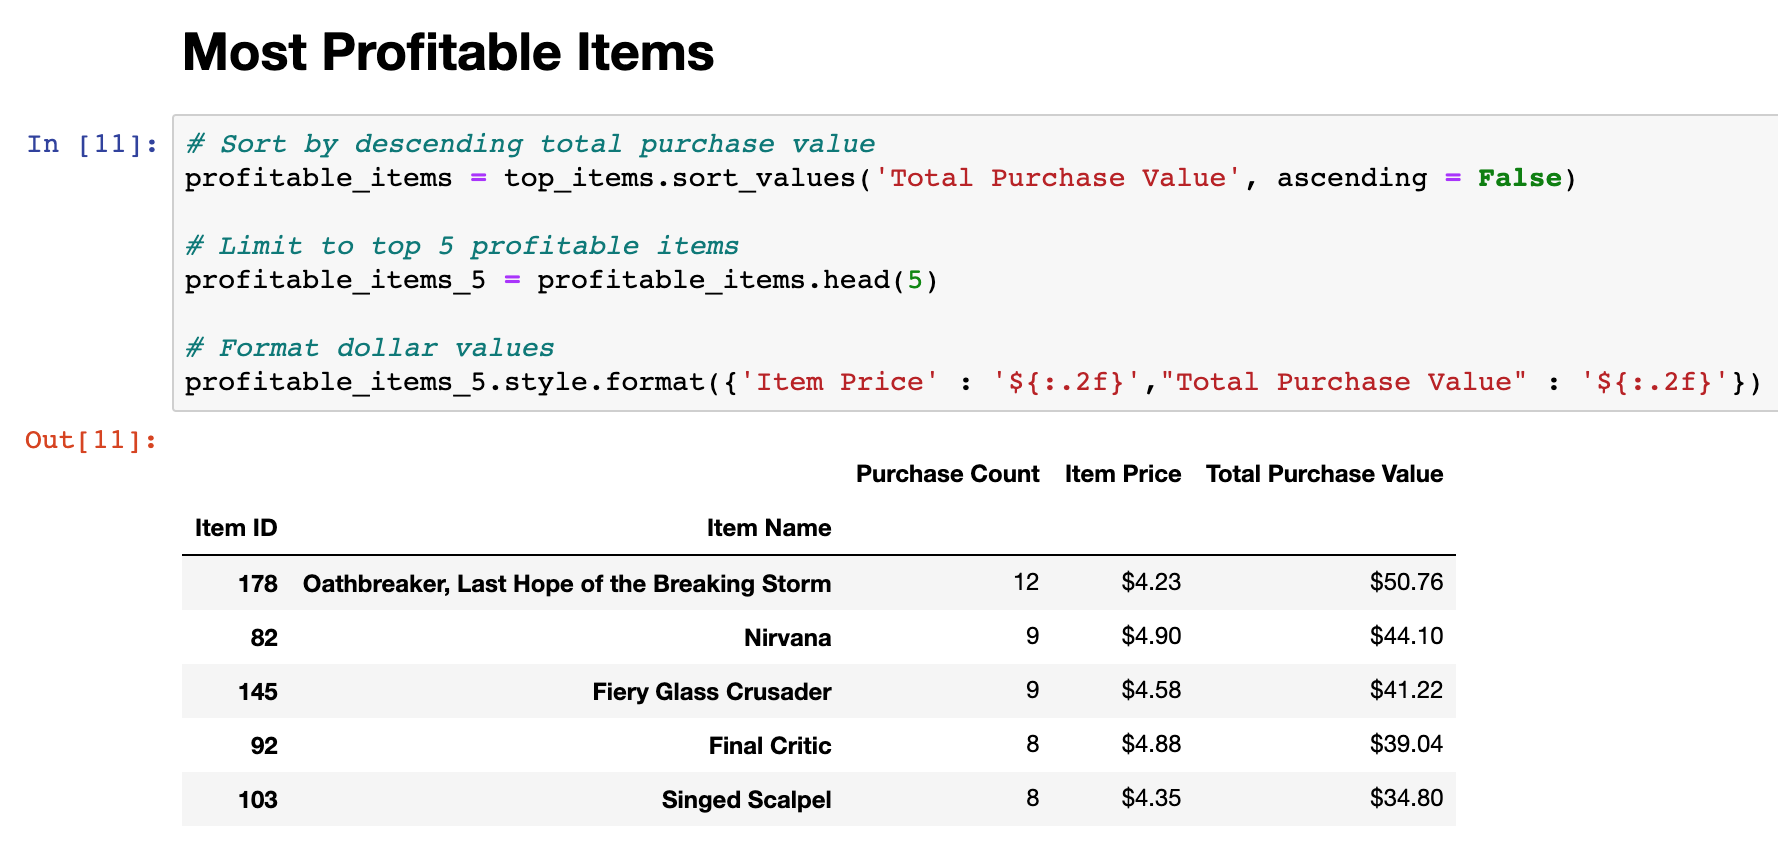 Most Profitable Items
In [11]:
# Sort by descending total purchase value
profitable_items = top_items.sort_values('Total Purchase Value', ascending = False)
# Limit to top 5 profitable items
profitable_items_5 = profitable_items.head(5)
# Format dollar values
profitable_items_5.style.format({'Item Price' : '${:.2f}',"Total Purchase Value" : '${:.2f}'})
Out[11]:
Purchase Count Item Price Total Purchase Value
Item ID Item Name
178 Oathbreaker, Last Hope of the Breaking Storm 12 $4.23 $50.76
82 Nirvana 9 $4.90 $44.10
145 Fiery Glass Crusader 9 $4.58 $41.22
92 Final Critic 8 $4.88 $39.04
103 Singed Scalpel 8 $4.35 $34.80